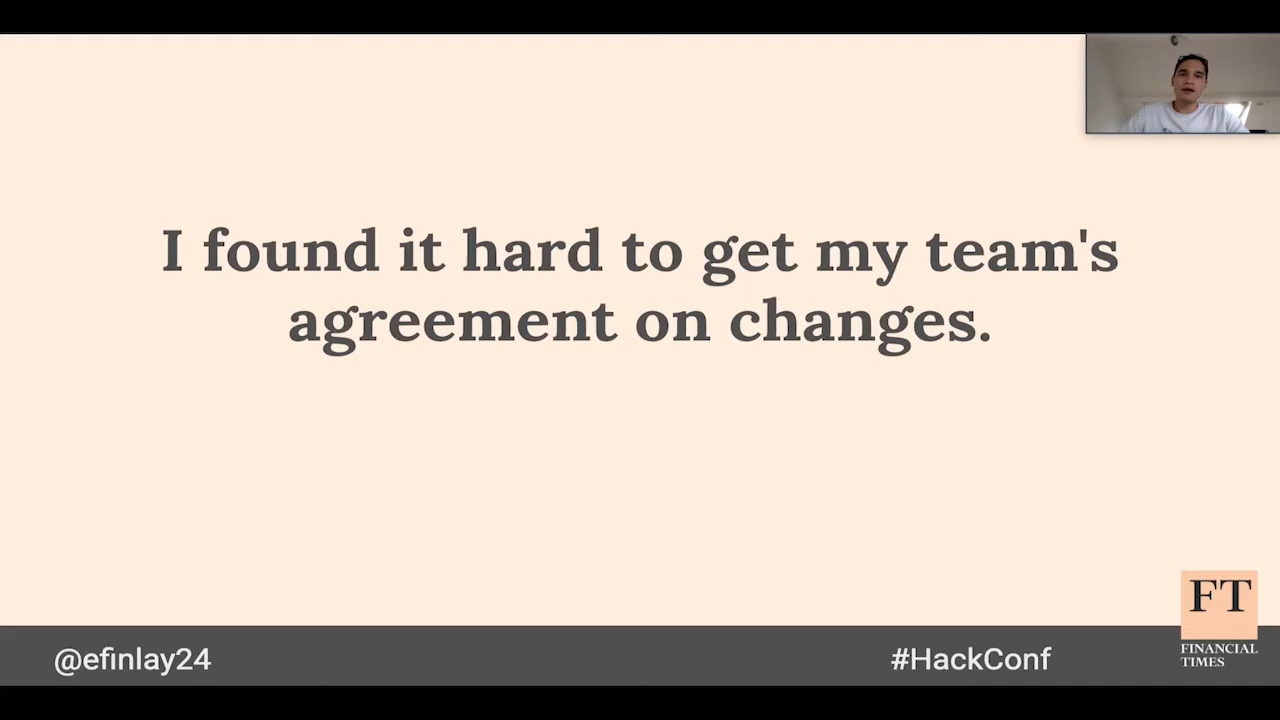 I found it hard to get my team's
agreement on changes.
@efinlay24
#HackConf
FT
FINANCIAL
TIMES